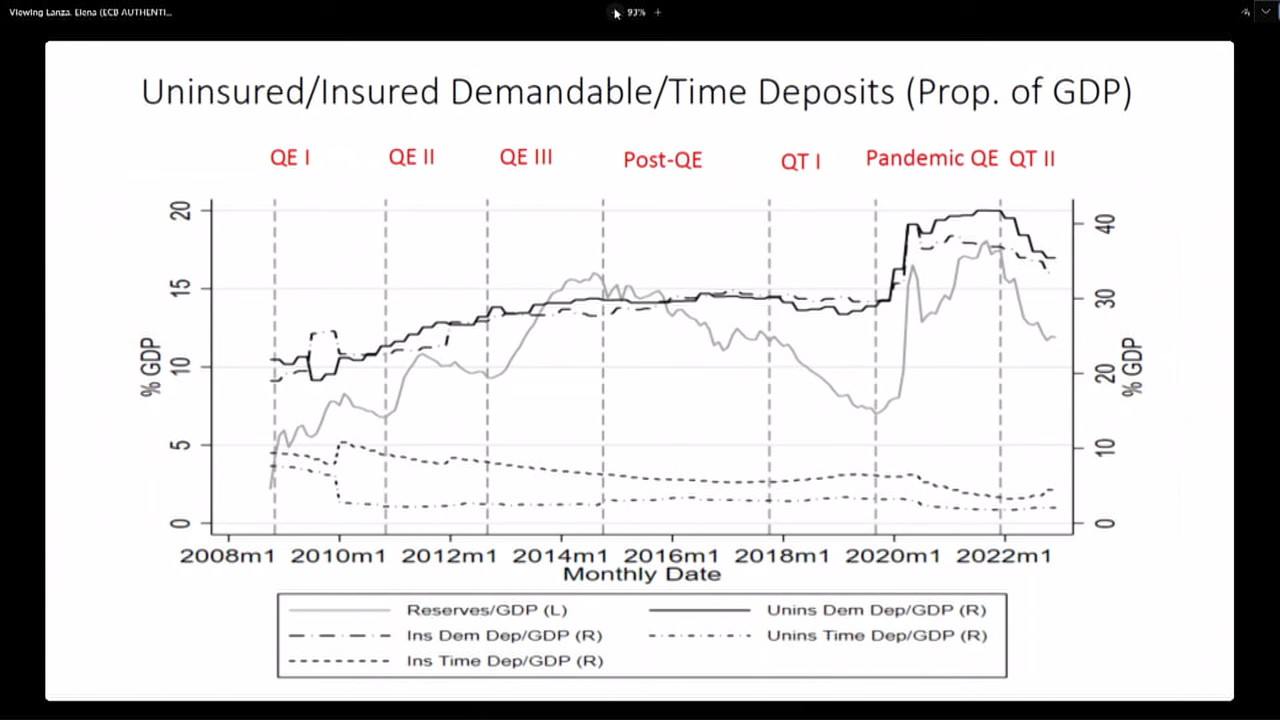 Viewing Lanza, Elena (ECB AUTHENTI...
93% +
Uninsured/Insured Demandable/Time Deposits (Prop. of GDP)
QE I QE II QE III Post-QE QT I Pandemic QE QT II
20
15
10
5
0
% GDP
40
30
20
10
0
% GDP
2008m1 2010m1 2012m1 2014m1 2016m1 2018m1 2020m1 2022m1
Monthly Date
Reserves/GDP (L) Unins Dem Dep/GDP (R)
Ins Dem Dep/GDP (R) Unins Time Dep/GDP (R)
Ins Time Dep/GDP (R)